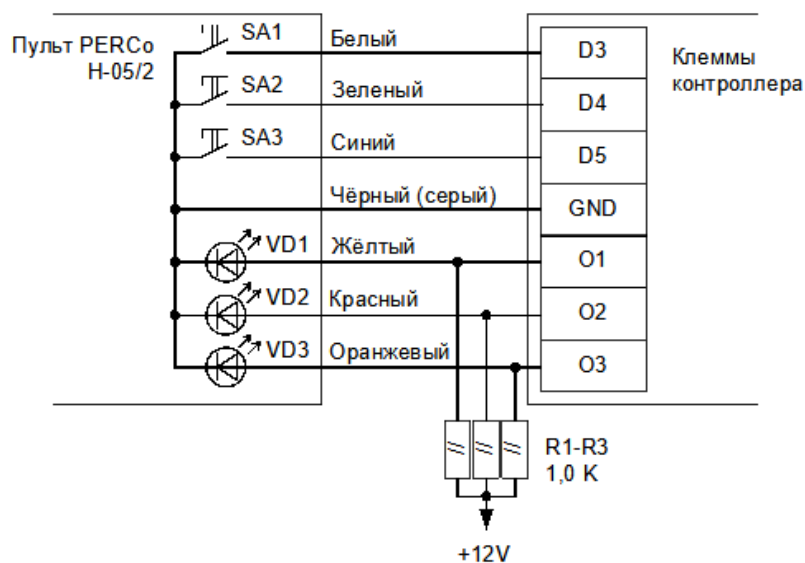 Пульт PERCo
H-05/2
SA1
Белый
D3
SA2
Зеленый
D4
SA3
Синий
D5
Чёрный (серый)
GND
VD1
Жёлтый
O1
VD2
Красный
O2
VD3
Оранжевый
O3
Клеммы
контроллера
R1-R3
1,0 K
+12V